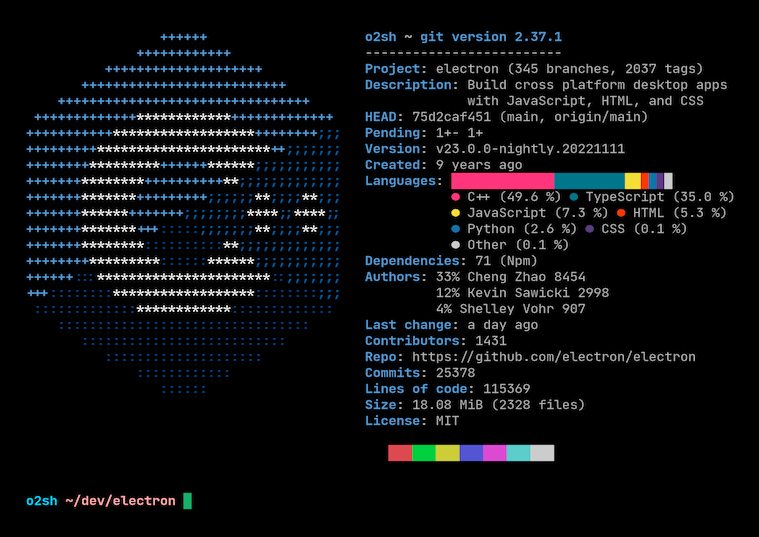 o2sh ~ git version 2.37.1
-------------------------
Project: electron (345 branches, 2037 tags)
Description: Build cross platform desktop apps
with JavaScript, HTML, and CSS
HEAD: 75d2caf451 (main, origin/main)
Pending: 1+- 1+
Version: v23.0.0-nightly.20221111
Created: 9 years ago
Languages:
● C++ (49.6 %) ● TypeScript (35.0 %)
● JavaScript (7.3 %) ● HTML (5.3 %)
● Python (2.6 %) ● CSS (0.1 %)
● Other (0.1 %)
Dependencies: 71 (Npm)
Authors: 33% Cheng Zhao 8454
12% Kevin Sawicki 2998
4% Shelley Vohr 907
Last change: a day ago
Contributors: 1431
Repo: https://github.com/electron/electron
Commits: 25378
Lines of code: 115369
Size: 18.08 MiB (2328 files)
License: MIT
o2sh ~/dev/electron